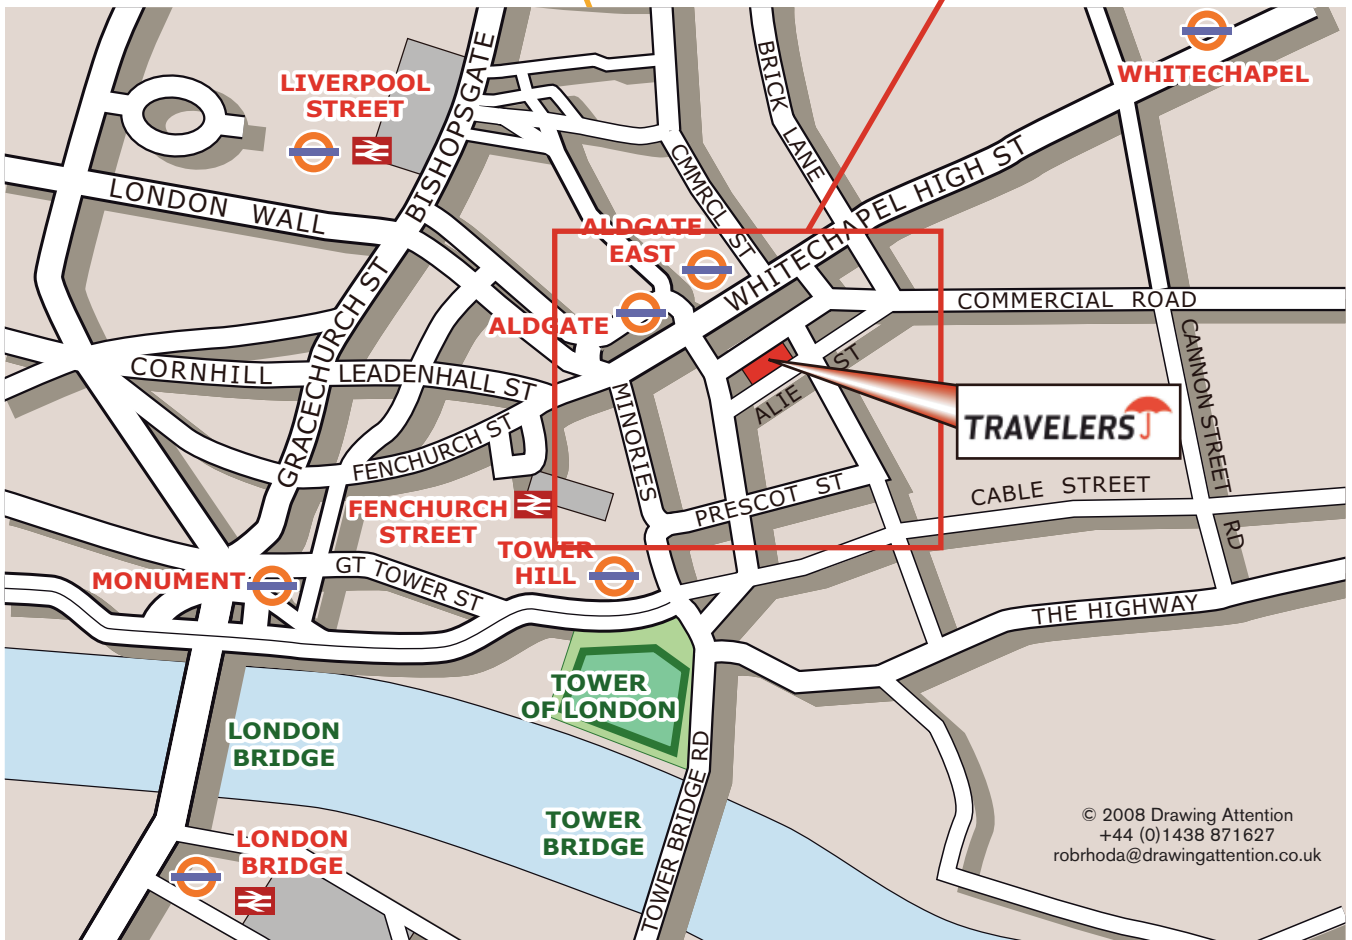 WHITECHAPEL
LIVERPOOL
STREET
BISHOPSGATE
BRICK LANE
CMMRCL ST
WHITECHAPEL HIGH ST
LONDON WALL
ALDGATE
EAST
ALDGATE
COMMERCIAL ROAD
GRACECHURCH ST
CORNHILL
LEADENHALL ST
FENCHURCH ST
MINORIES
ALIE ST
TRAVELERS
CANNON STREET RD
PRESCOT ST
CABLE STREET
FENCHURCH
STREET
TOWER
HILL
MONUMENT
GT TOWER ST
THE HIGHWAY
TOWER
OF LONDON
LONDON
BRIDGE
TOWER
BRIDGE
TOWER BRIDGE RD
LONDON
BRIDGE
© 2008 Drawing Attention
+44 (0)1438 871627
robrhoda@drawingattention.co.uk